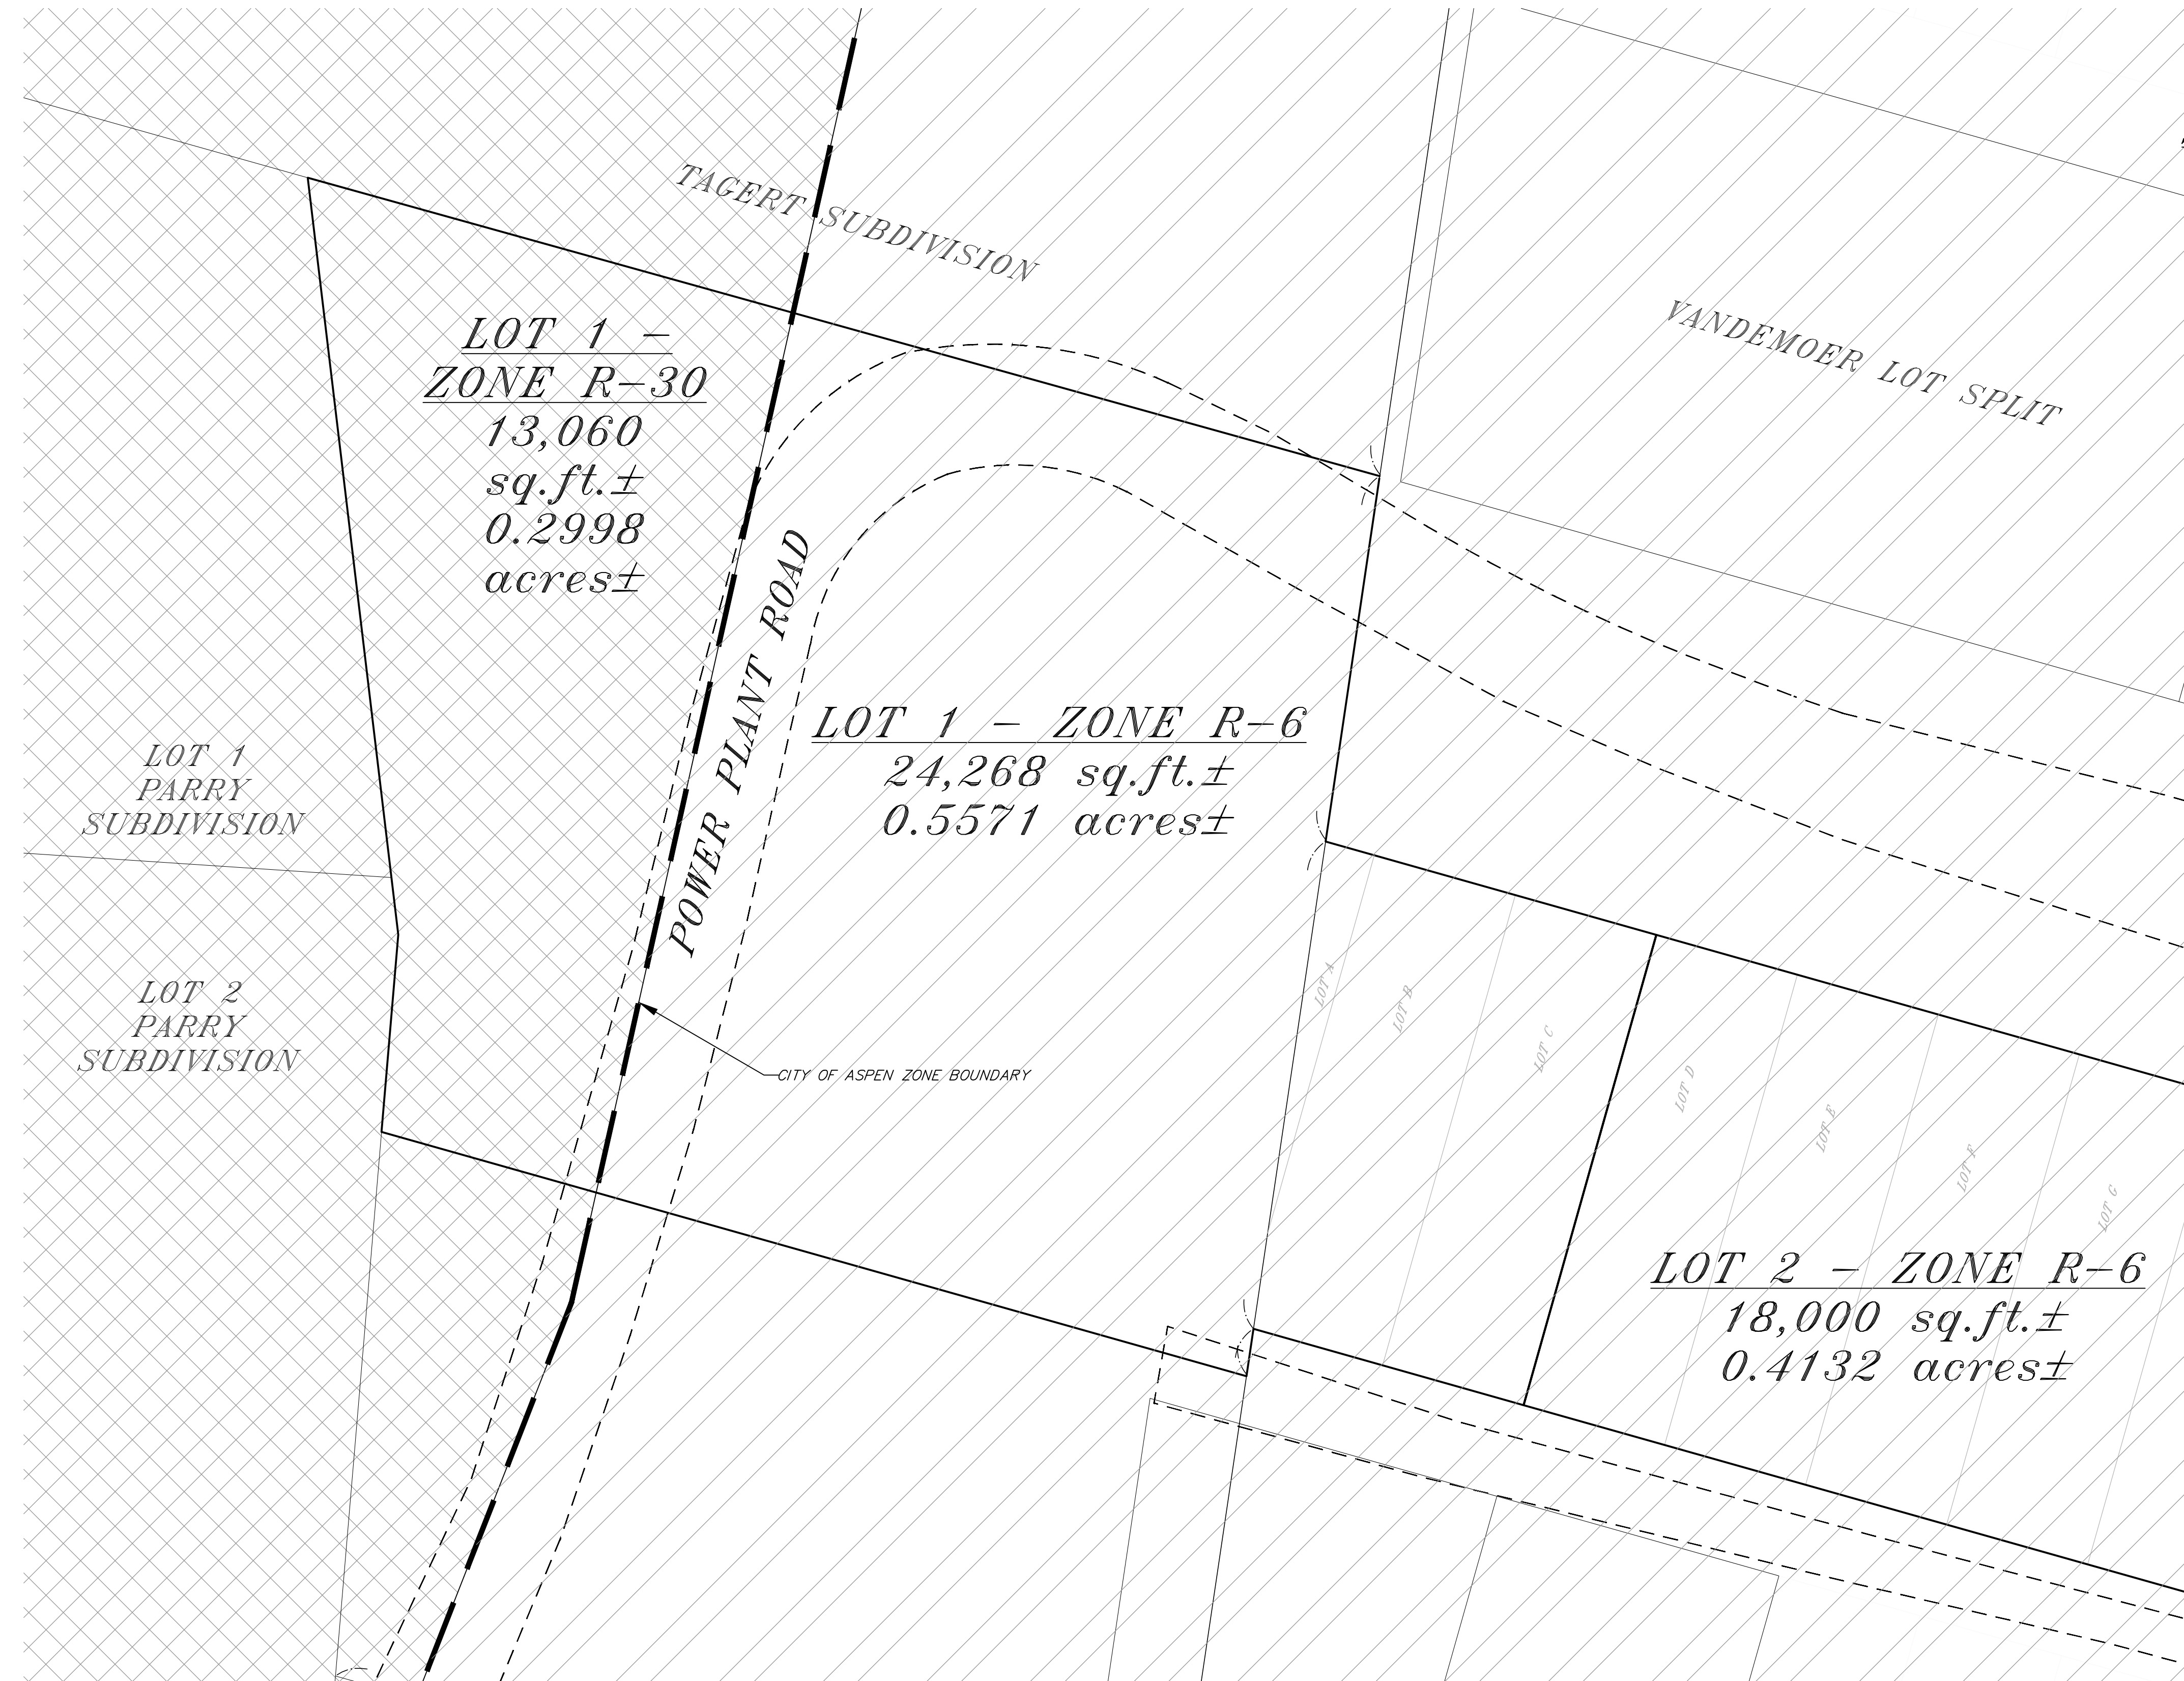 TAGERT SUBDIVISION
VANDEMOER LOT SPLIT
LOT 1 -
ZONE R-30
13,060
sq.ft.±
0.2998
acres±
POWER PLANT ROAD
LOT 1 - ZONE R-6
24,268 sq.ft.±
0.5571 acres±
LOT 1
PARRY
SUBDIVISION
LOT 2
PARRY
SUBDIVISION
CITY OF ASPEN ZONE BOUNDARY
LOT A
LOT B
LOT C
LOT D
LOT E
LOT F
LOT G
LOT 2 - ZONE R-6
18,000 sq.ft.±
0.4132 acres±